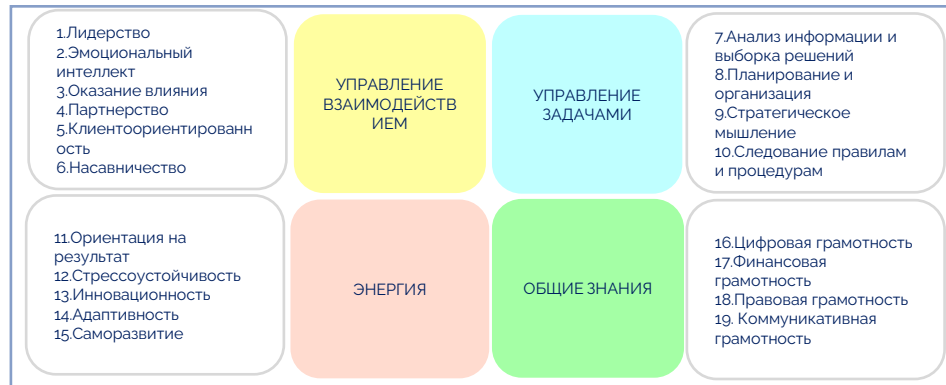 1.Лидерство
2.Эмоциональный
интеллект
3.Оказание влияния
4.Партнерство
5.Клиентоориентированн
ость
6.Насавничество
УПРАВЛЕНИЕ
ВЗАИМОДЕЙСТВ
ИЕМ
УПРАВЛЕНИЕ
ЗАДАЧАМИ
7.Анализ информации и
выборка решений
8.Планирование и
организация
9.Стратегическое
мышление
10.Следование правилам
и процедурам
11.Ориентация на
результат
12.Стрессоустойчивость
13.Инновационность
14.Адаптивность
15.Саморазвитие
ЭНЕРГИЯ
ОБЩИЕ ЗНАНИЯ
16.Цифровая грамотность
17.Финансовая
грамотность
18.Правовая грамотность
19. Коммуникативная
грамотность